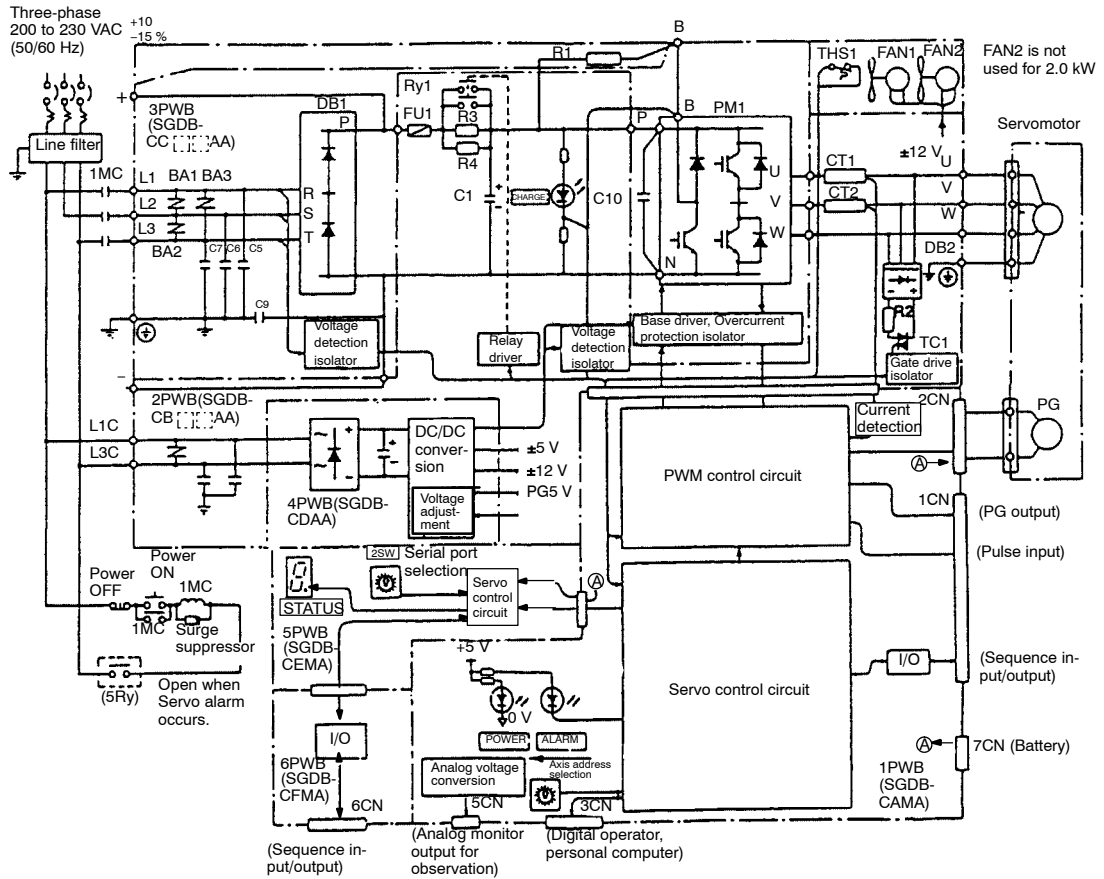 Three-phase
200 to 230 VAC +10
–15 %
(50/60 Hz)
B
R1
THS1
FAN1
FAN2
FAN2 is not
used for 2.0 kW
+
3PWB
(SGDB-
CC AA)
DB1
P
Ry1
FU1
R3
R4
P
B
PM1
Servomotor
Line filter
1MC
L1
BA1
BA3
L2
L3
BA2
C7
C6
C5
R
S
T
C1
+
–
CHARGE
C10
N
U
V
W
CT1
CT2
±12 V
U
V
W
DB2
–
+
R2
TC1
C9
Voltage
detection
isolator
Relay
driver
Voltage
detection
isolator
Base driver, Overcurrent
protection isolator
Gate drive
isolator
–
2PWB(SGDB-
CB AA)
L1C
L3C
~
~
+
–
+
–
DC/DC
conver-
sion
±5 V
±12 V
PG5 V
Voltage
adjust-
ment
4PWB(SGDB-
CDAA)
Current
detection
2CN
PG
A
PWM control circuit
1CN
(PG output)
(Pulse input)
Power
ON
Power
OFF
1MC
1MC
Surge
suppressor
(5Ry)
Open when
Servo alarm
occurs.
2SW
Serial port
selection
STATUS
Servo
control
circuit
A
5PWB
(SGDB-
CEMA)
+5 V
0 V
POWER
ALARM
Servo control circuit
I/O
(Sequence in-
put/output)
I/O
6PWB
(SGDB-
CFMA)
6CN
Analog voltage
conversion
Axis address
selection
5CN
3CN
A
7CN (Battery)
1PWB
(SGDB-
CAMA)
(Sequence in-
put/output)
(Analog monitor
output for
observation)
(Digital operator,
personal computer)